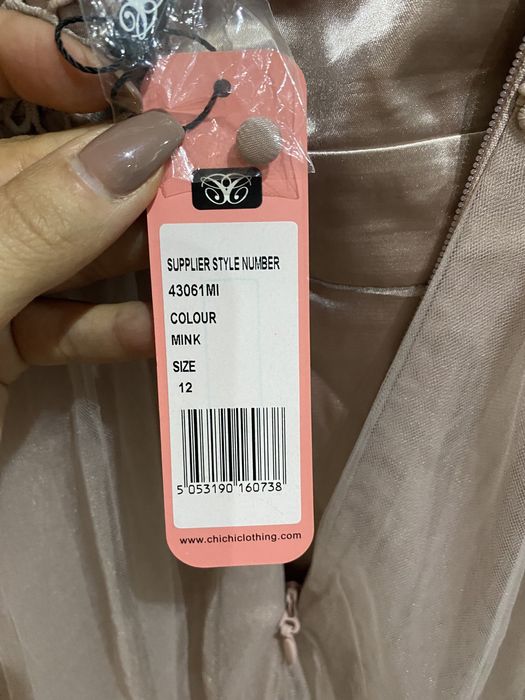 SUPPLIER STYLE NUMBER
43061MI
COLOUR
MINK
SIZE
12
5 053190 160738
www.chichiclothing.com